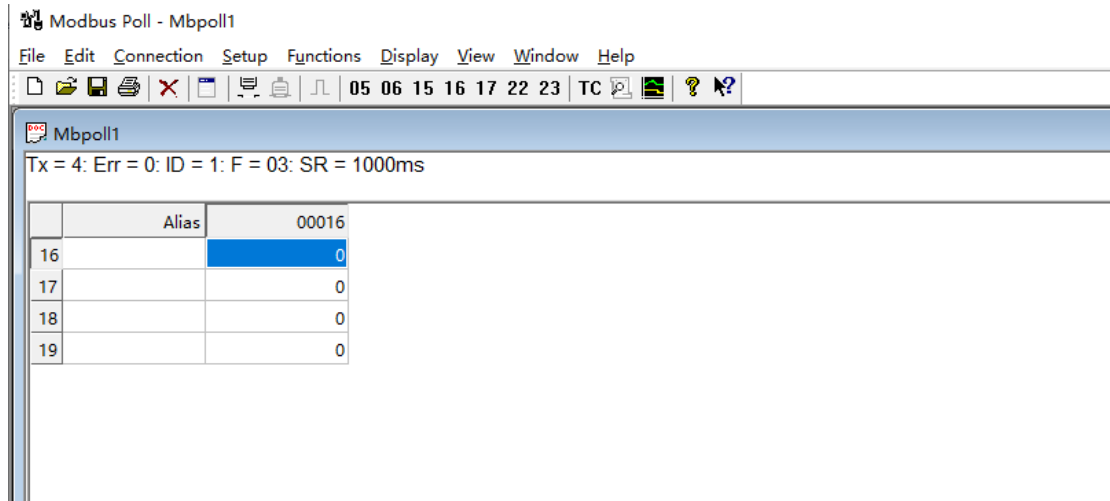 Modbus Poll - Mbpoll1
File Edit Connection Setup Functions Display View Window Help
05 06 15 16 17 22 23 TC
Mbpoll1
Tx = 4: Err = 0: ID = 1: F = 03: SR = 1000ms
Alias 00016
16 0
17 0
18 0
19 0